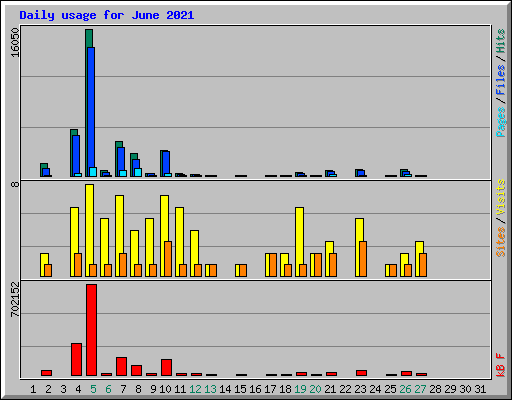 Daily usage for June 2021
16050
8
702152
Pages/Files/Hits
Sites/Visits
kB F
1 2 3 4 5 6 7 8 9 10 11 12 13 14 15 16 17 18 19 20 21 22 23 24 25 26 27 28 29 30 31